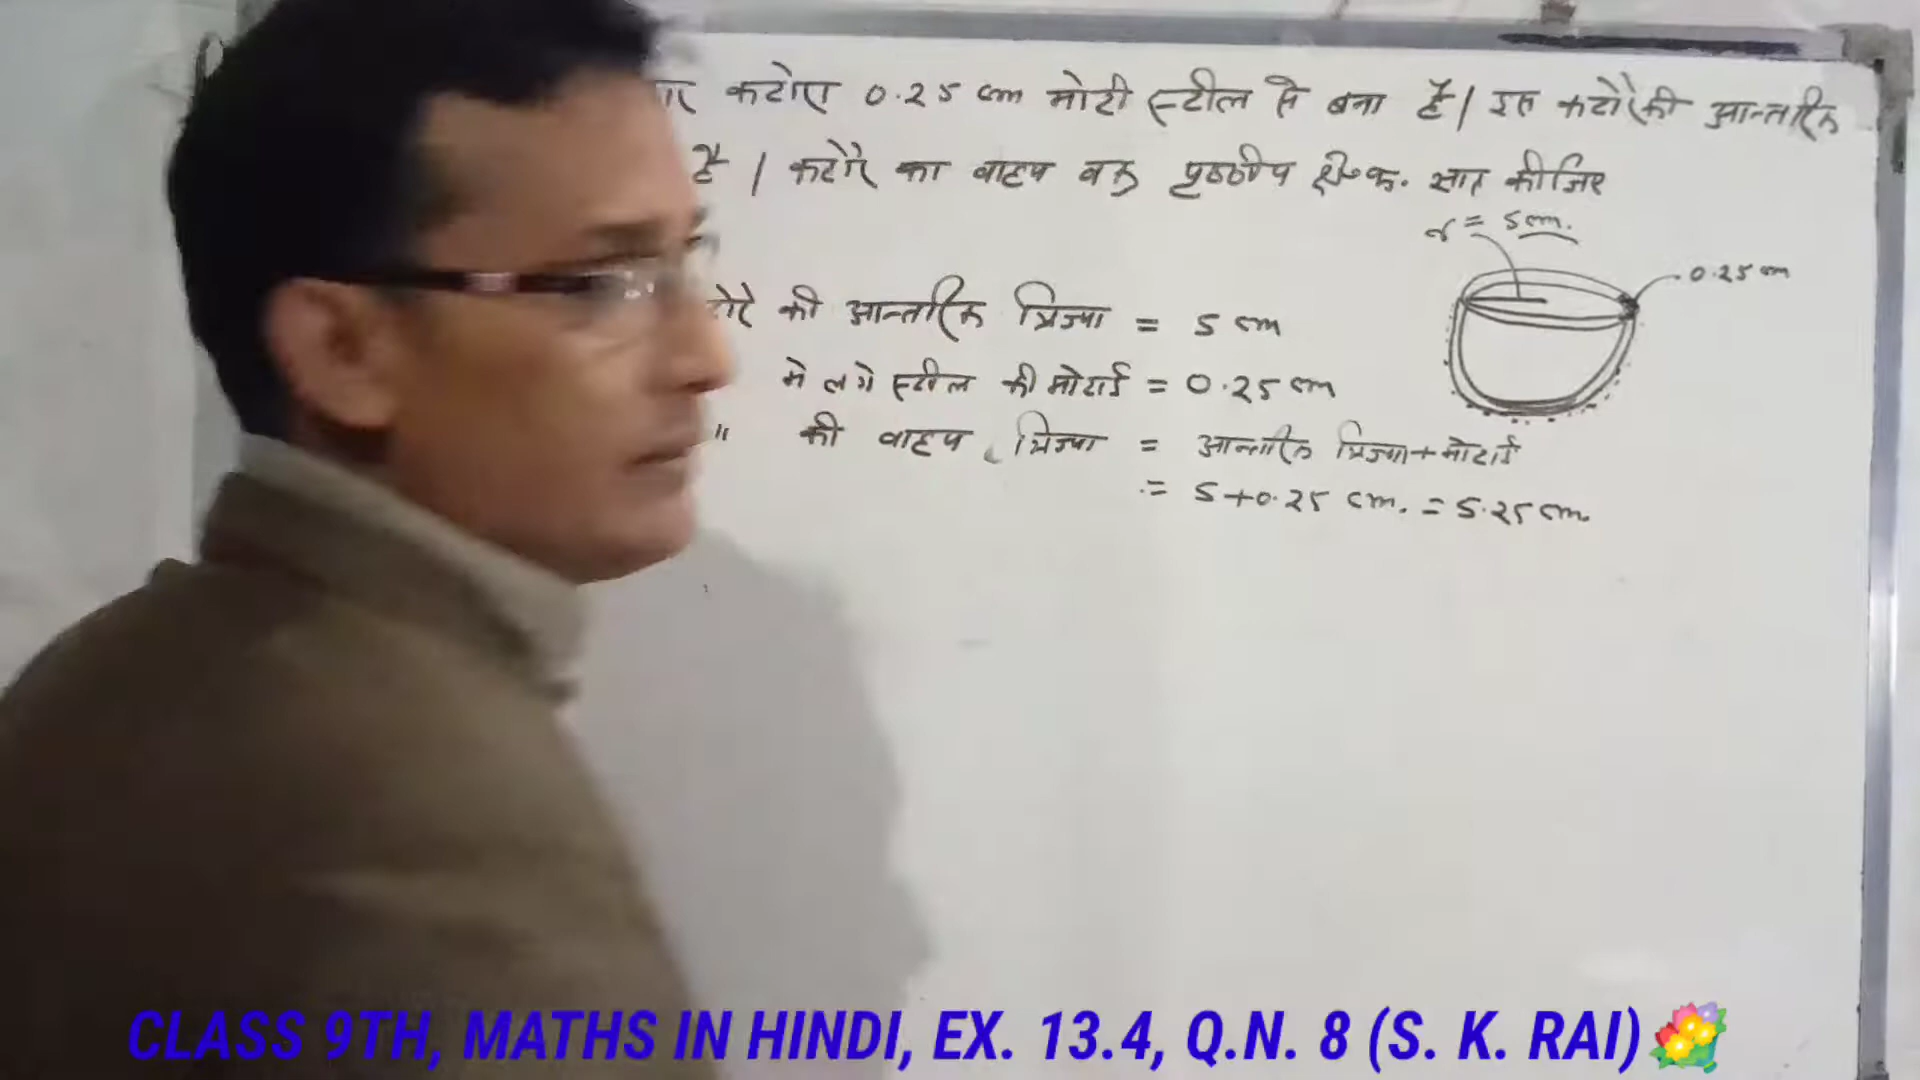 कटोरा 0.25 cm मोटी स्टील से बना है| इस कटोरे की आन्तरिक
है | कटोरे का वाह्य वक्र पृष्ठीय क्षे०फ. ज्ञात कीजिए
r = 5cm.
0.25 cm
टोरे की आन्तरिक त्रिज्या = 5 cm
मे लगे स्टील की मोटाई = 0.25 cm
" की वाह्य त्रिज्या = आन्तरिक त्रिज्या+मोटाई
= 5+0.25 cm. = 5.25 cm.
CLASS 9TH, MATHS IN HINDI, EX. 13.4, Q.N. 8 (S. K. RAI)